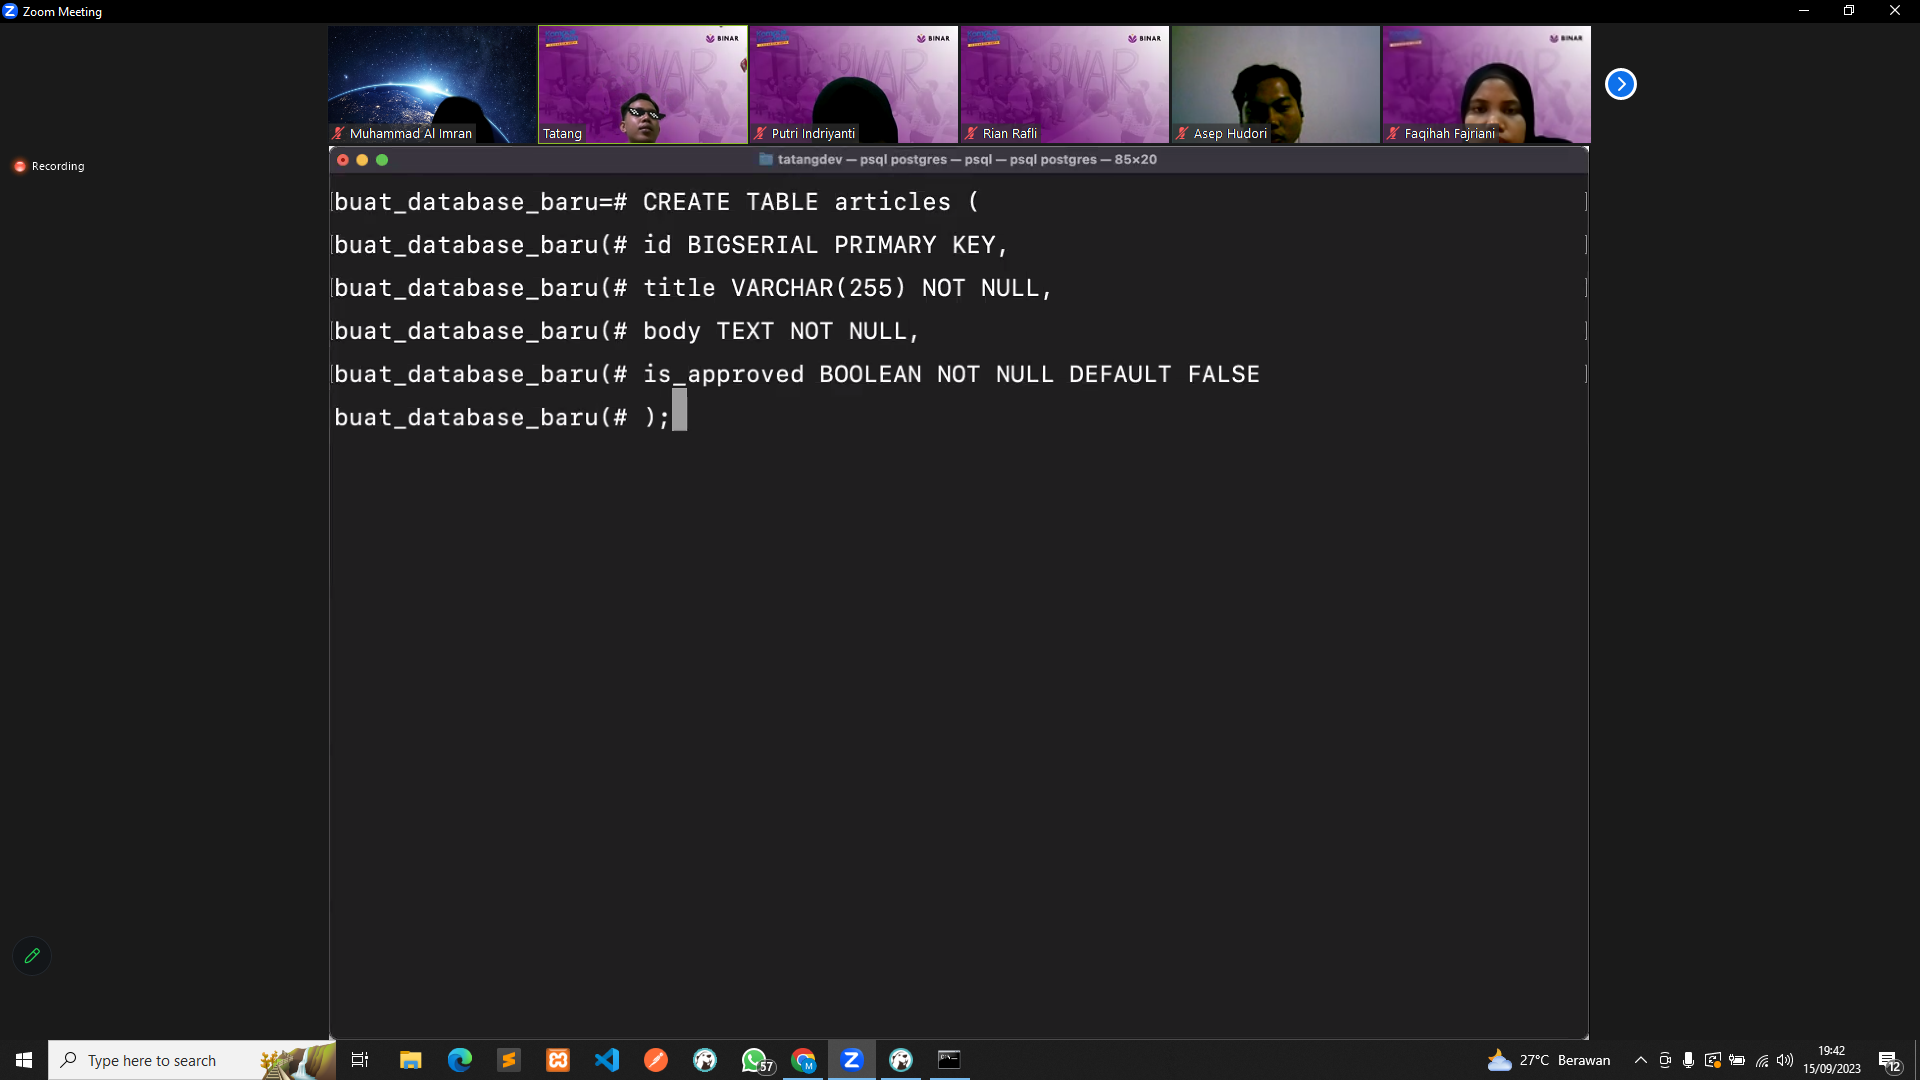 Zoom Meeting
BINAR
BINAR
BINAR
BINAR
Muhammad Al Imran
Tatang
Putri Indriyanti
Rian Rafli
Asep Hudori
Faqihah Fajriani
Recording
tatangdev — psql postgres — psql — psql postgres — 85×20
buat_database_baru=# CREATE TABLE articles (
buat_database_baru(# id BIGSERIAL PRIMARY KEY,
buat_database_baru(# title VARCHAR(255) NOT NULL,
buat_database_baru(# body TEXT NOT NULL,
buat_database_baru(# is_approved BOOLEAN NOT NULL DEFAULT FALSE
buat_database_baru(# );
Type here to search
57
M
27°C Berawan
19:42
15/09/2023
12